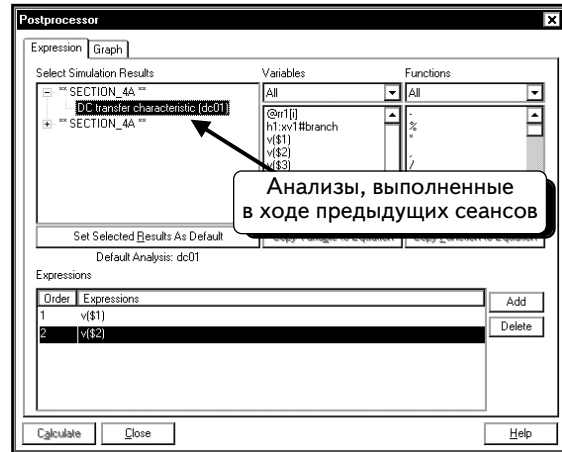 Postprocessor
Expression Graph
Select Simulation Results Variables Functions
** SECTION_4A **
DC transfer characteristic (dc01)
** SECTION_4A **
All
@rr1[i]
h1:xv1#branch
v($1)
v($2)
v($3)
All
-
%
*
,
/
Анализы, выполненные
в ходе предыдущих сеансов
Set Selected Results As Default
Default Analysis: dc01
Expressions
Order Expressions
1 v($1)
2 v($2)
Add
Delete
Calculate Close Help